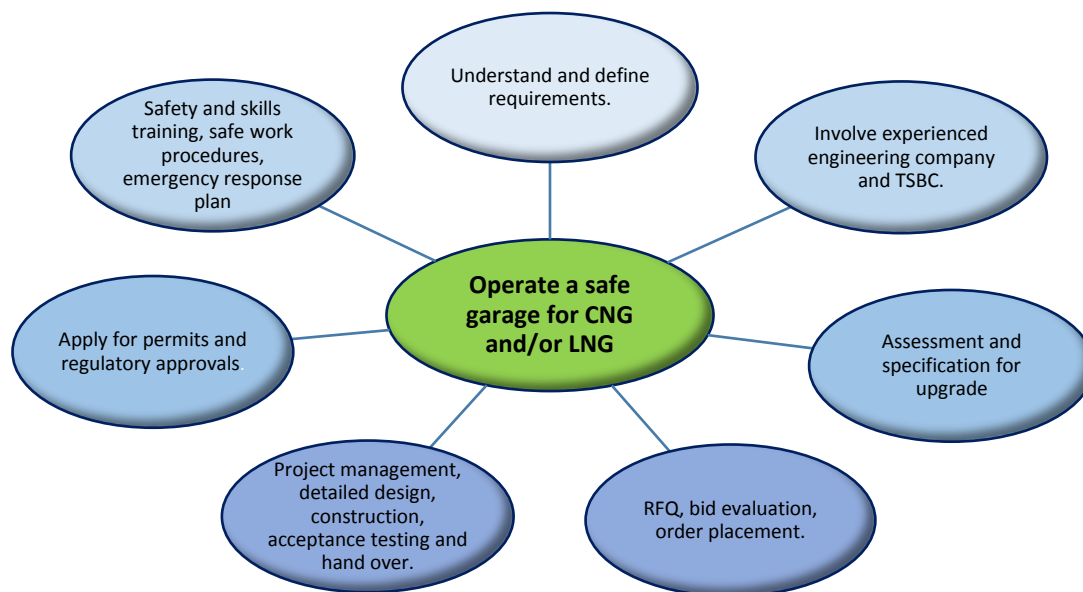 Understand and define
requirements.
Involve experienced
engineering company
and TSBC.
Assessment and
specification for
upgrade
RFQ, bid evaluation,
order placement.
Project management,
detailed design,
construction,
acceptance testing and
hand over.
Apply for permits and
regulatory approvals.
Safety and skills
training, safe work
procedures,
emergency response
plan
Operate a safe
garage for CNG
and/or LNG